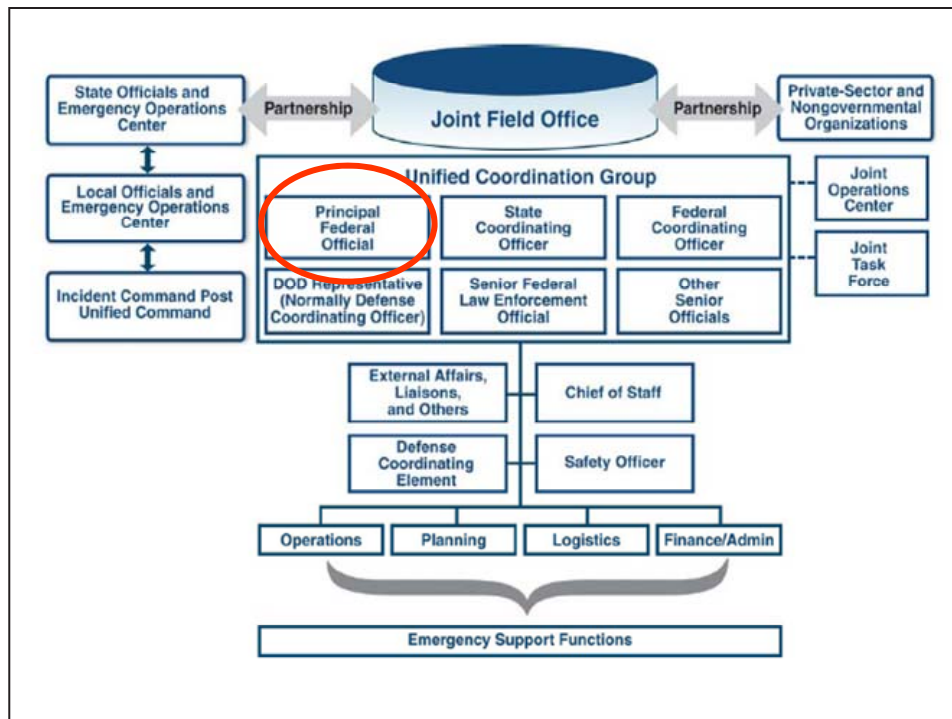 State Officials and
Emergency Operations
Center
Partnership
Joint Field Office
Partnership
Private-Sector and
Nongovernmental
Organizations
Local Officials and
Emergency Operations
Center
Incident Command Post
Unified Command
Unified Coordination Group
Principal
Federal
Official
State
Coordinating
Officer
Federal
Coordinating
Officer
DOD Representative
(Normally Defense
Coordinating Officer)
Senior Federal
Law Enforcement
Official
Other
Senior
Officials
Joint
Operations
Center
Joint
Task
Force
External Affairs,
Liaisons,
and Others
Chief of Staff
Defense
Coordinating
Element
Safety Officer
Operations
Planning
Logistics
Finance/Admin
Emergency Support Functions